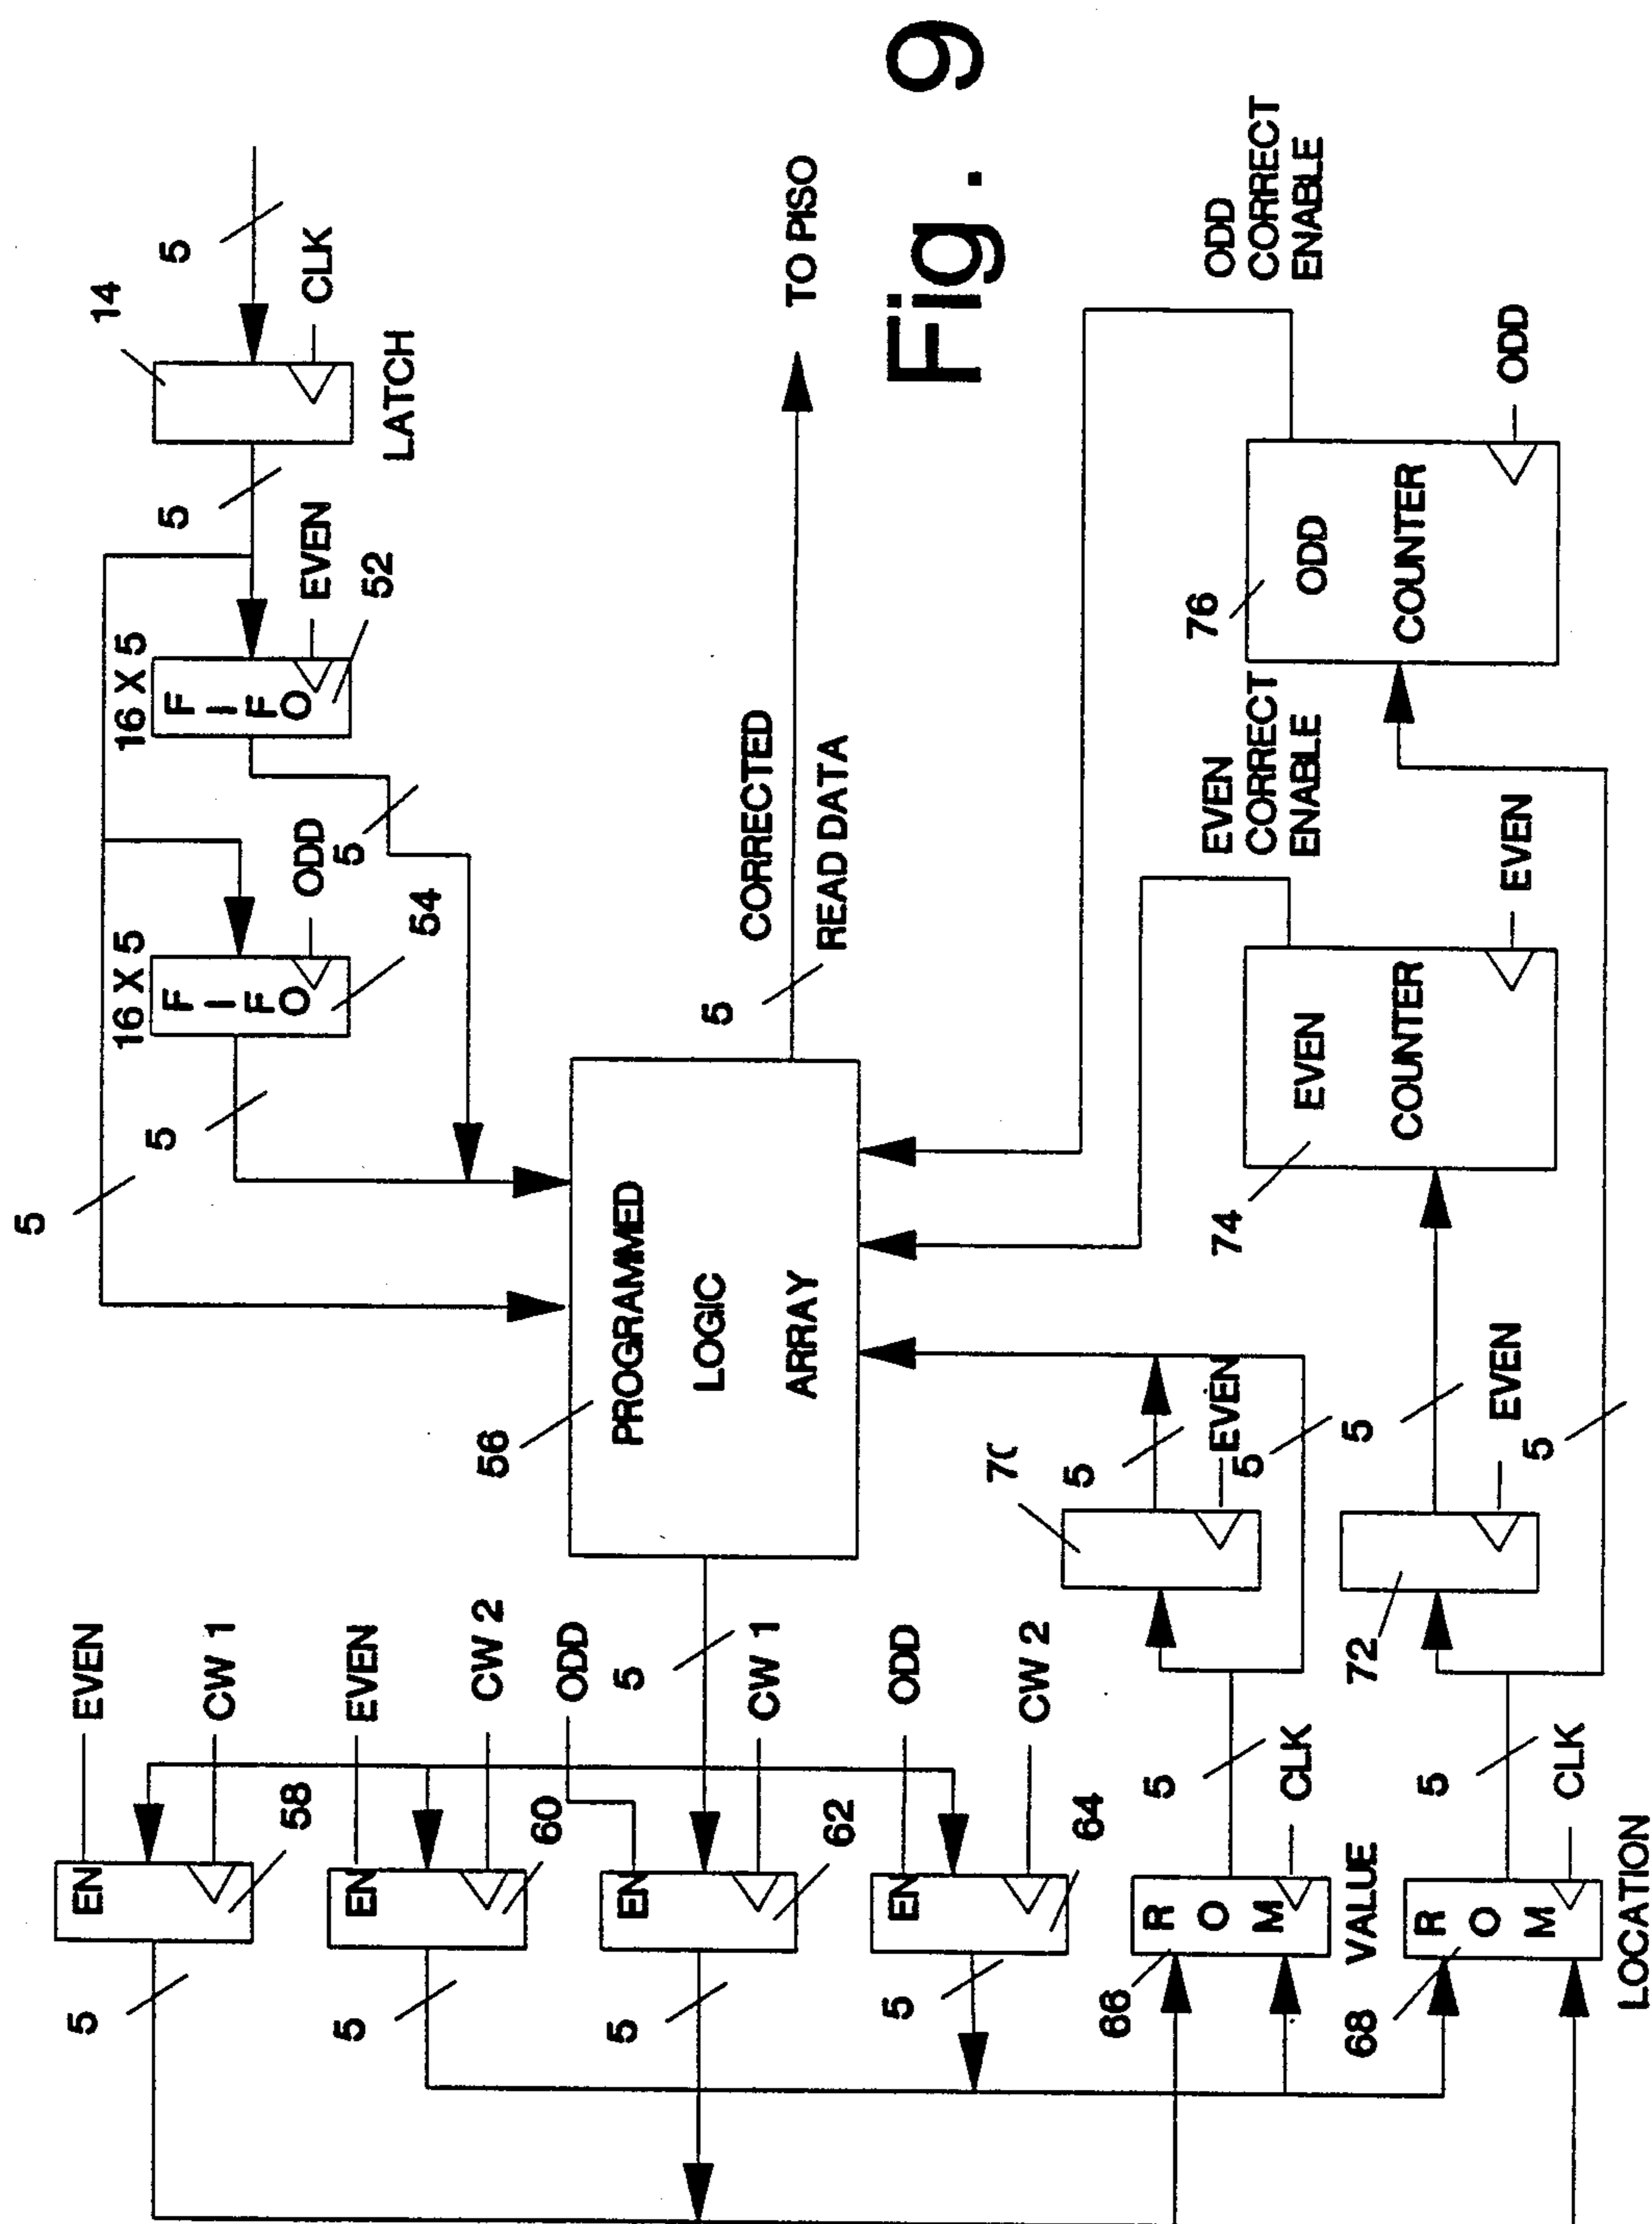 5
EN
EVEN
CW 1
58
5
EN
EVEN
CW 2
60
5
EN
ODD
CW 1
62
5
5
EN
ODD
CW 2
64
66
R
O
M
VALUE
5
CLK
68
R
O
M
LOCATION
5
CLK
70
5
EVEN
5
72
5
EVEN
5
56
PROGRAMMED
LOGIC
ARRAY
5
5
16 X 5
F
I
F
O
ODD
54
5
16 X 5
F
I
F
O
EVEN
52
5
14
LATCH
CLK
5
5
CORRECTED
READ DATA
TO PISO
74
EVEN
COUNTER
EVEN
EVEN
CORRECT
ENABLE
76
ODD
COUNTER
ODD
ODD
CORRECT
ENABLE
Fig. 9